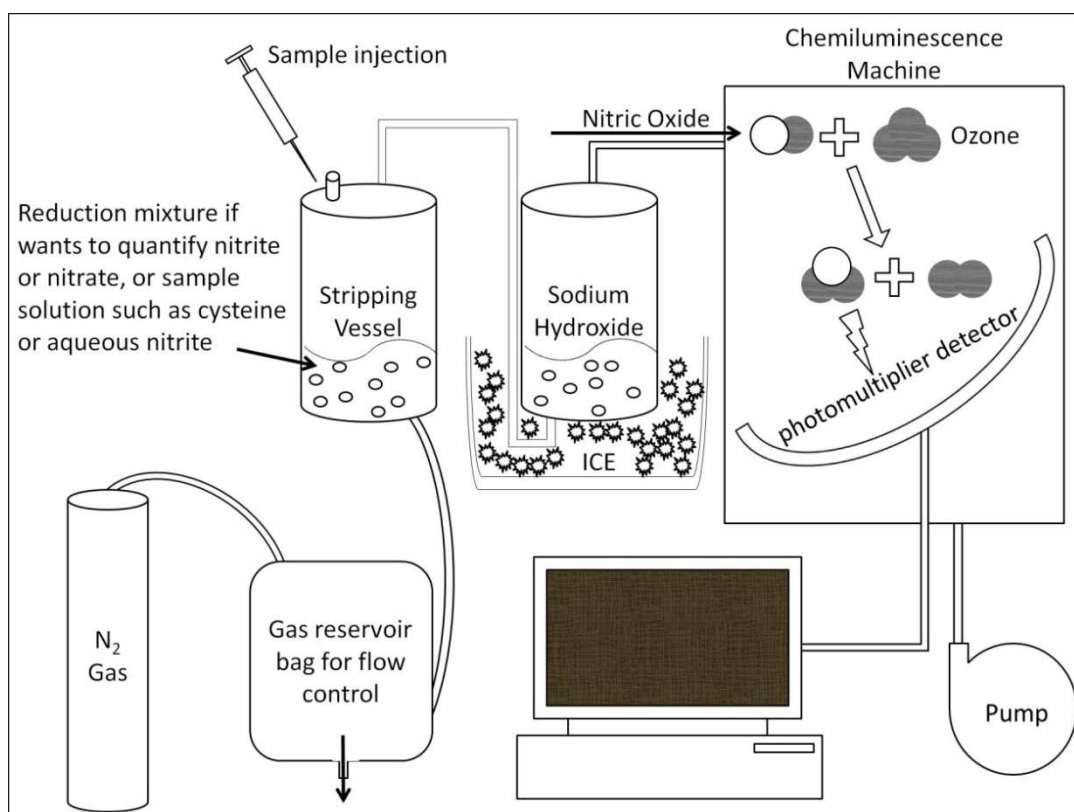 Sample injection
Chemiluminescence
Machine
Nitric Oxide
Ozone
Reduction mixture if
wants to quantify nitrite
or nitrate, or sample
solution such as cysteine
or aqueous nitrite
Stripping
Vessel
Sodium
Hydroxide
photomultiplier detector
ICE
N₂
Gas
Gas reservoir
bag for flow
control
Pump